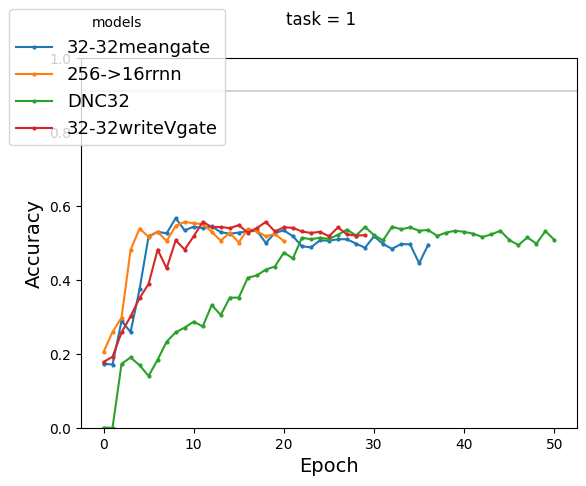 task = 1
models
32-32meangate
256->16rrnn
DNC32
32-32writeVgate
1.0
0.8
0.6
0.4
0.2
0.0
Accuracy
0 10 20 30 40 50
Epoch